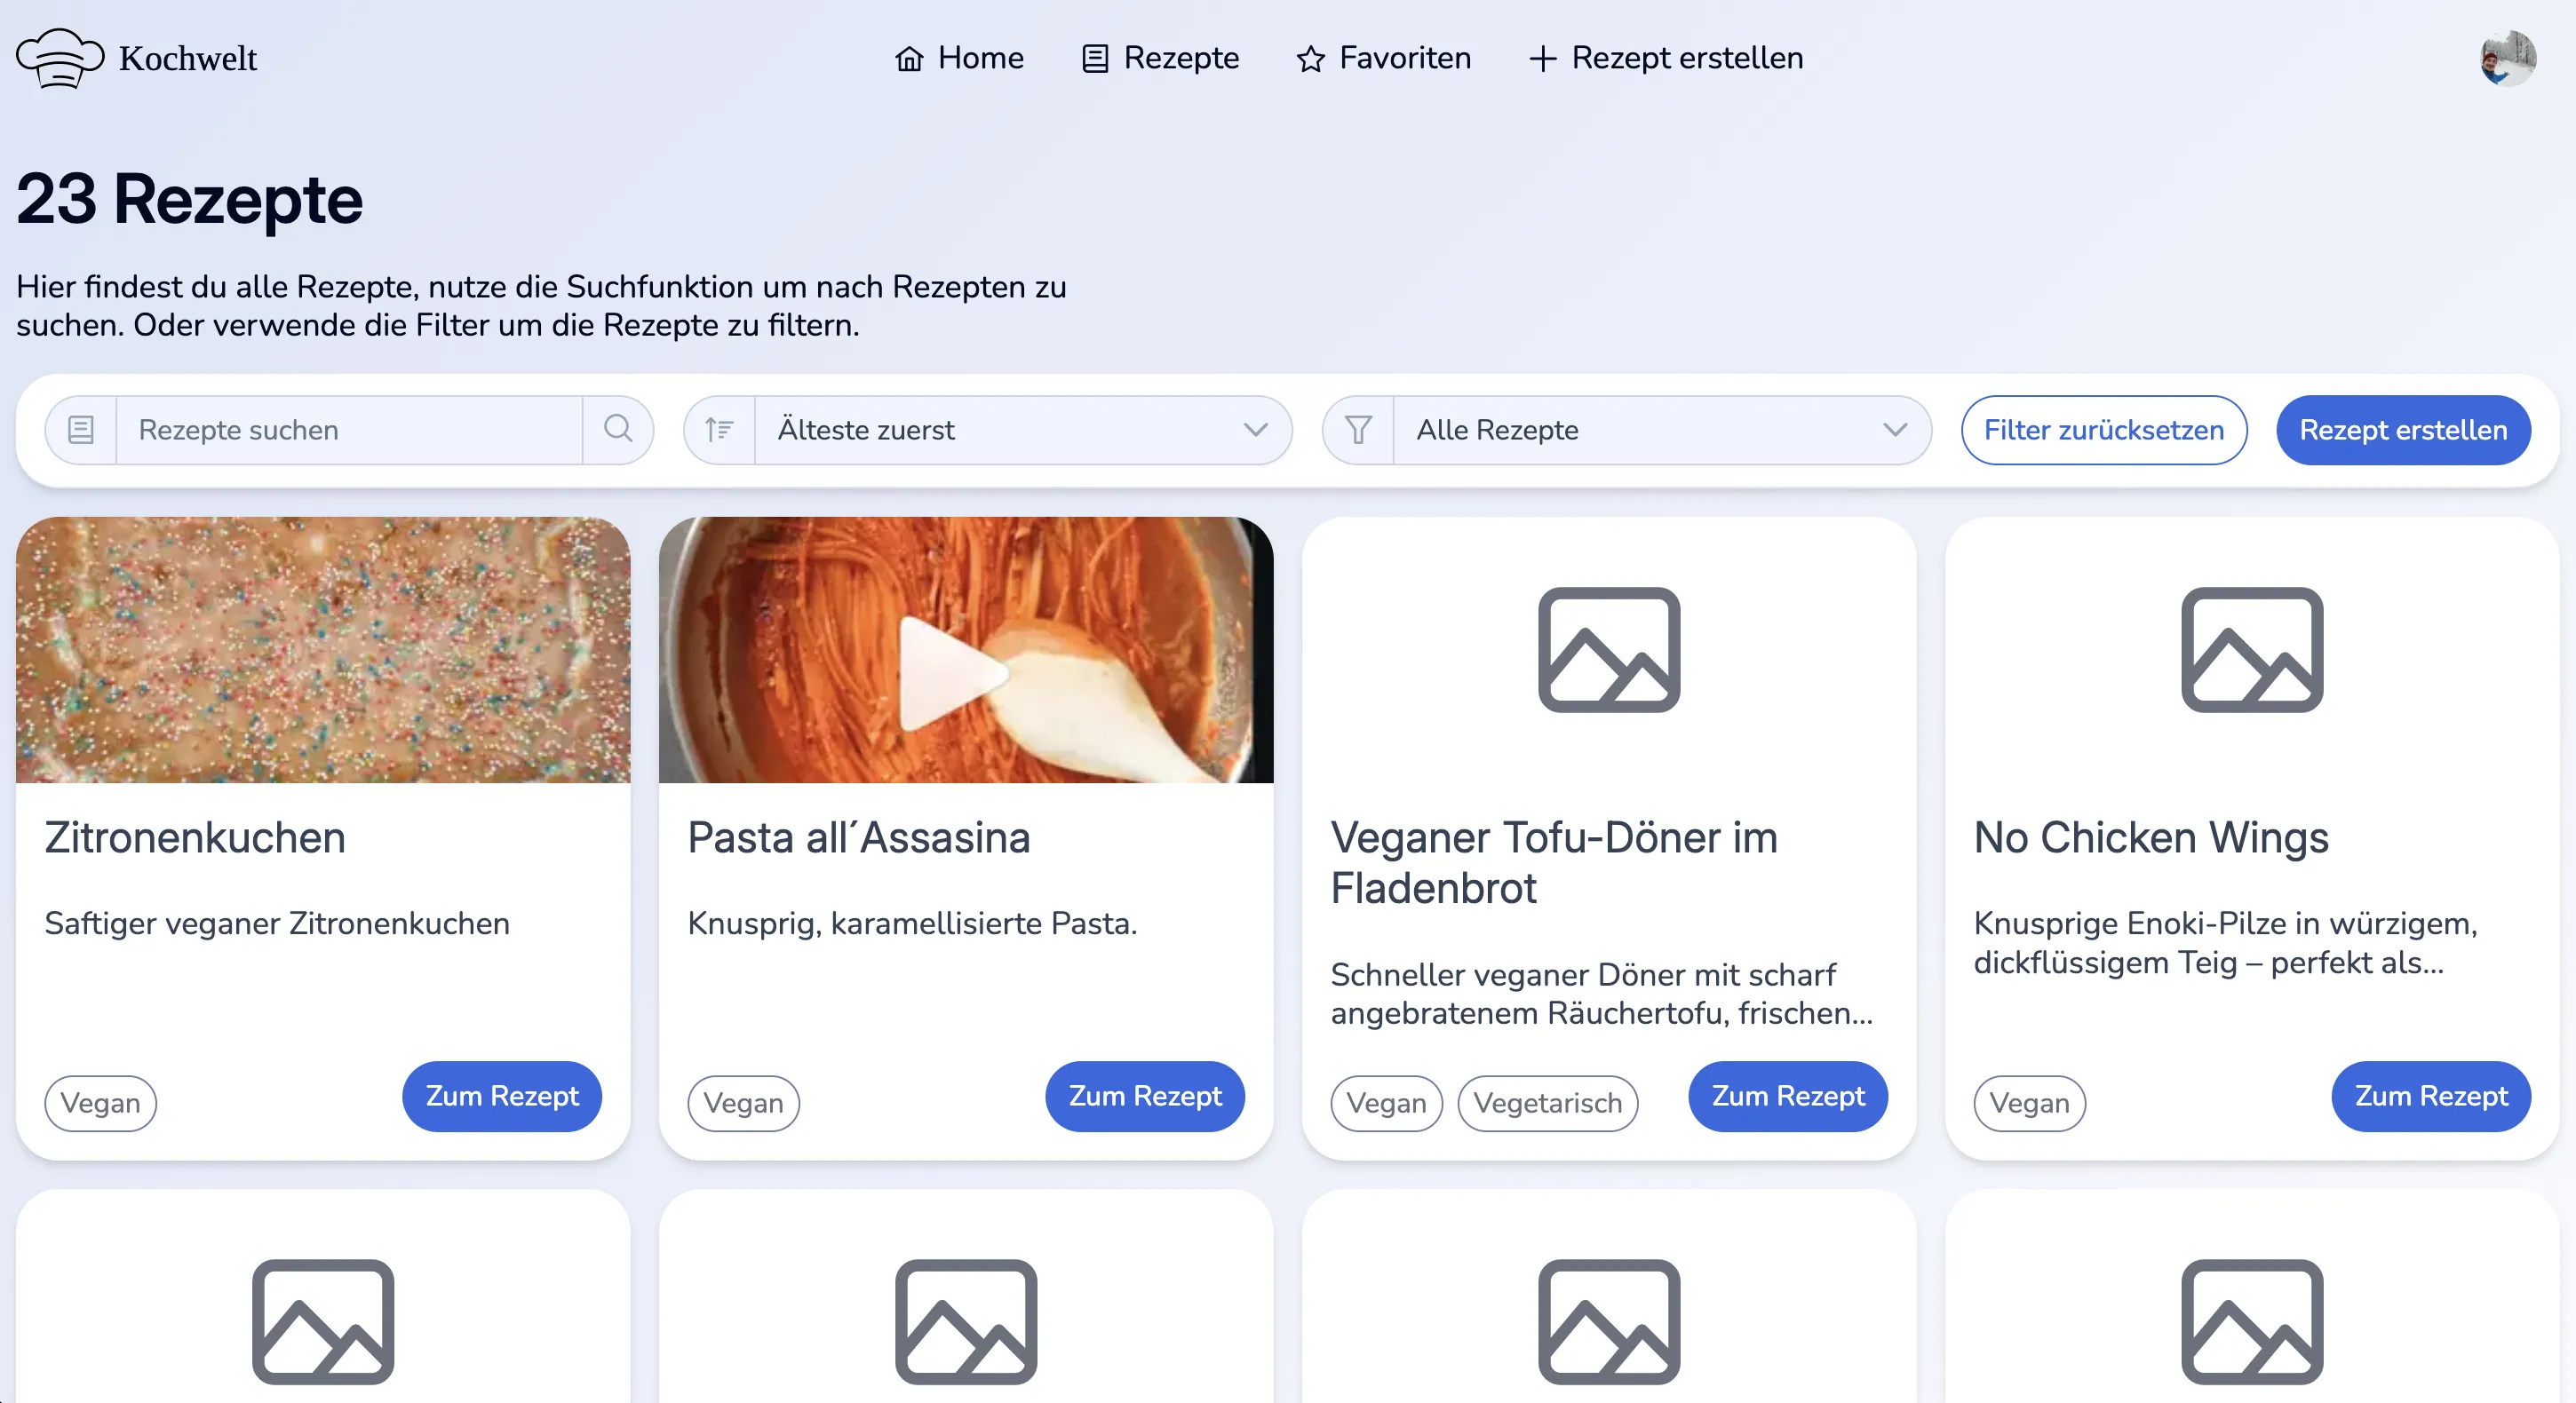 Kochwelt
Home
Rezepte
Favoriten
Rezept erstellen
23 Rezepte
Hier findest du alle Rezepte, nutze die Suchfunktion um nach Rezepten zu
suchen. Oder verwende die Filter um die Rezepte zu filtern.
Rezepte suchen
Älteste zuerst
Alle Rezepte
Filter zurücksetzen
Rezept erstellen
Zitronenkuchen
Saftiger veganer Zitronenkuchen
Vegan
Zum Rezept
Pasta all´Assasina
Knusprig, karamellisierte Pasta.
Vegan
Zum Rezept
Veganer Tofu-Döner im
Fladenbrot
Schneller veganer Döner mit scharf
angebratenem Räuchertofu, frischen...
Vegan
Vegetarisch
Zum Rezept
No Chicken Wings
Knusprige Enoki-Pilze in würzigem,
dickflüssigem Teig – perfekt als...
Vegan
Zum Rezept